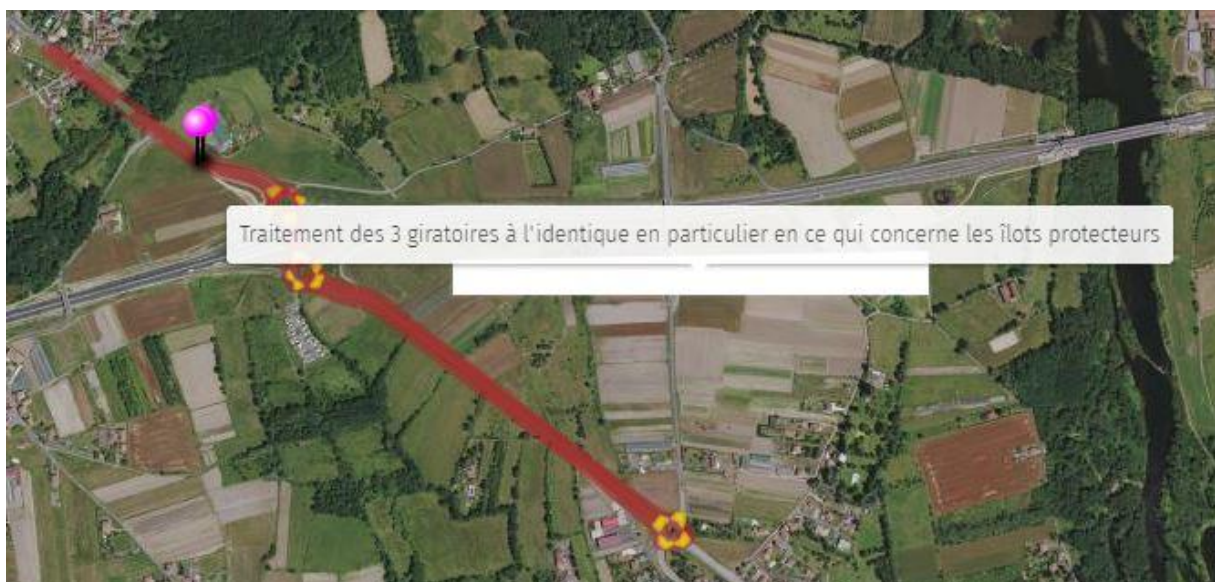 Traitement des 3 giratoires à l'identique en particulier en ce qui concerne les îlots protecteurs